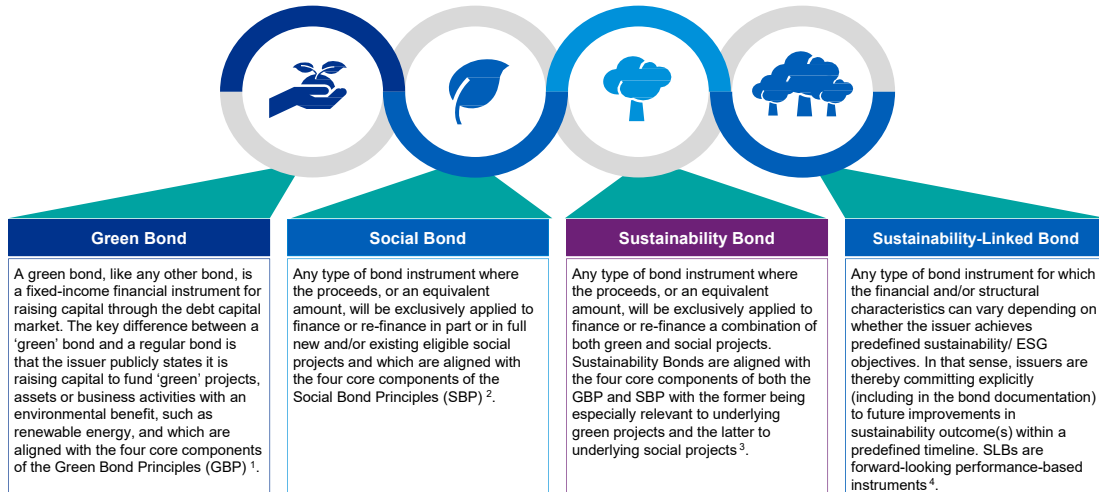 Green Bond
A green bond, like any other bond, is
a fixed-income financial instrument for
raising capital through the debt capital
market. The key difference between a
‘green’ bond and a regular bond is
that the issuer publicly states it is
raising capital to fund ‘green’ projects,
assets or business activities with an
environmental benefit, such as
renewable energy, and which are
aligned with the four core components
of the Green Bond Principles (GBP) 1.
Social Bond
Any type of bond instrument where
the proceeds, or an equivalent
amount, will be exclusively applied to
finance or re-finance in part or in full
new and/or existing eligible social
projects and which are aligned with
the four core components of the
Social Bond Principles (SBP) 2.
Sustainability Bond
Any type of bond instrument where
the proceeds, or an equivalent
amount, will be exclusively applied to
finance or re-finance a combination of
both green and social projects.
Sustainability Bonds are aligned with
the four core components of both the
GBP and SBP with the former being
especially relevant to underlying
green projects and the latter to
underlying social projects 3.
Sustainability-Linked Bond
Any type of bond instrument for which
the financial and/or structural
characteristics can vary depending on
whether the issuer achieves
predefined sustainability/ ESG
objectives. In that sense, issuers are
thereby committing explicitly
(including in the bond documentation)
to future improvements in
sustainability outcome(s) within a
predefined timeline. SLBs are
forward-looking performance-based
instruments 4.